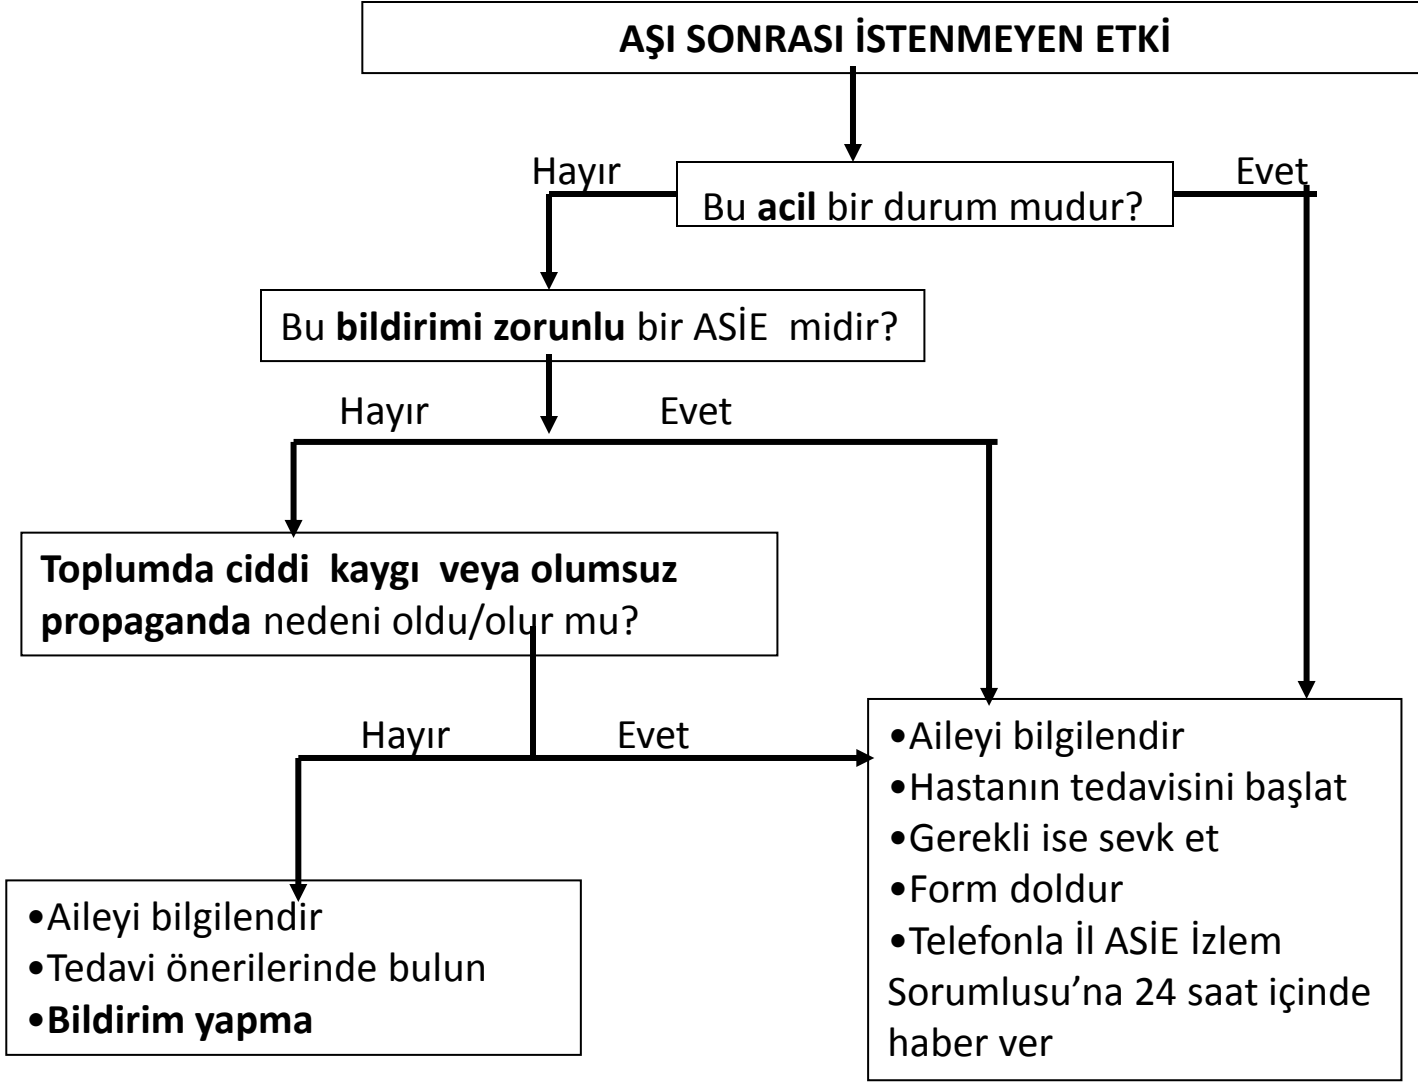 AŞI SONRASI İSTENMEYEN ETKİ
Hayır
Evet
Bu acil bir durum mudur?
Bu bildirimi zorunlu bir ASİE  midir?
Hayır
Evet
Toplumda ciddi  kaygı  veya olumsuz
propaganda nedeni oldu/olur mu?
Hayır
Evet
•Aileyi bilgilendir
•Hastanın tedavisini başlat
•Gerekli ise sevk et
•Form doldur
•Telefonla İl ASİE İzlem
Sorumlusu’na 24 saat içinde
haber ver
•Aileyi bilgilendir
•Tedavi önerilerinde bulun
•Bildirim yapma